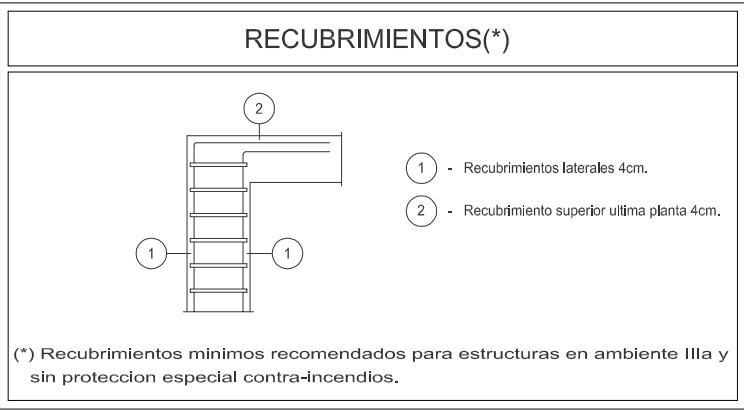 RECUBRIMIENTOS(*)
2
1 - Recubrimientos laterales 4cm.
2 - Recubrimiento superior ultima planta 4cm.
1 1
(*) Recubrimientos minimos recomendados para estructuras en ambiente IIIa y
sin proteccion especial contra-incendios.